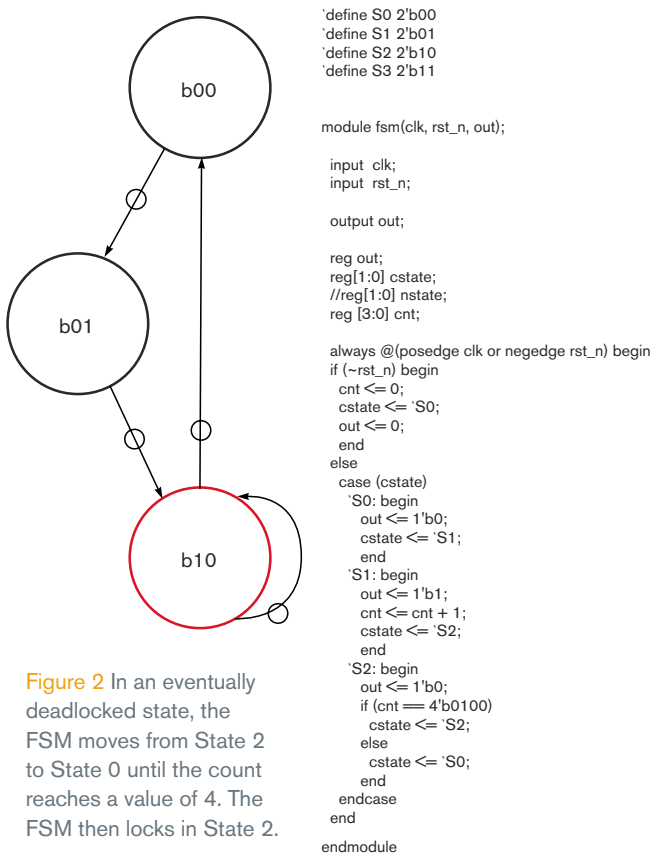 b00
b01
b10
Figure 2 In an eventually
deadlocked state, the
FSM moves from State 2
to State 0 until the count
reaches a value of 4. The
FSM then locks in State 2.
`define S0 2'b00
`define S1 2'b01
`define S2 2'b10
`define S3 2'b11
module fsm(clk, rst_n, out);
input clk;
input rst_n;
output out;
reg out;
reg[1:0] cstate;
//reg[1:0] nstate;
reg [3:0] cnt;
always @(posedge clk or negedge rst_n) begin
if (~rst_n) begin
cnt <= 0;
cstate <= `S0;
out <= 0;
end
else
case (cstate)
`S0: begin
out <= 1'b0;
cstate <= `S1;
end
`S1: begin
out <= 1'b1;
cnt <= cnt + 1;
cstate <= `S2;
end
`S2: begin
out <= 1'b0;
if (cnt == 4'b0100)
cstate <= `S2;
else
cstate <= `S0;
end
endcase
end
endmodule